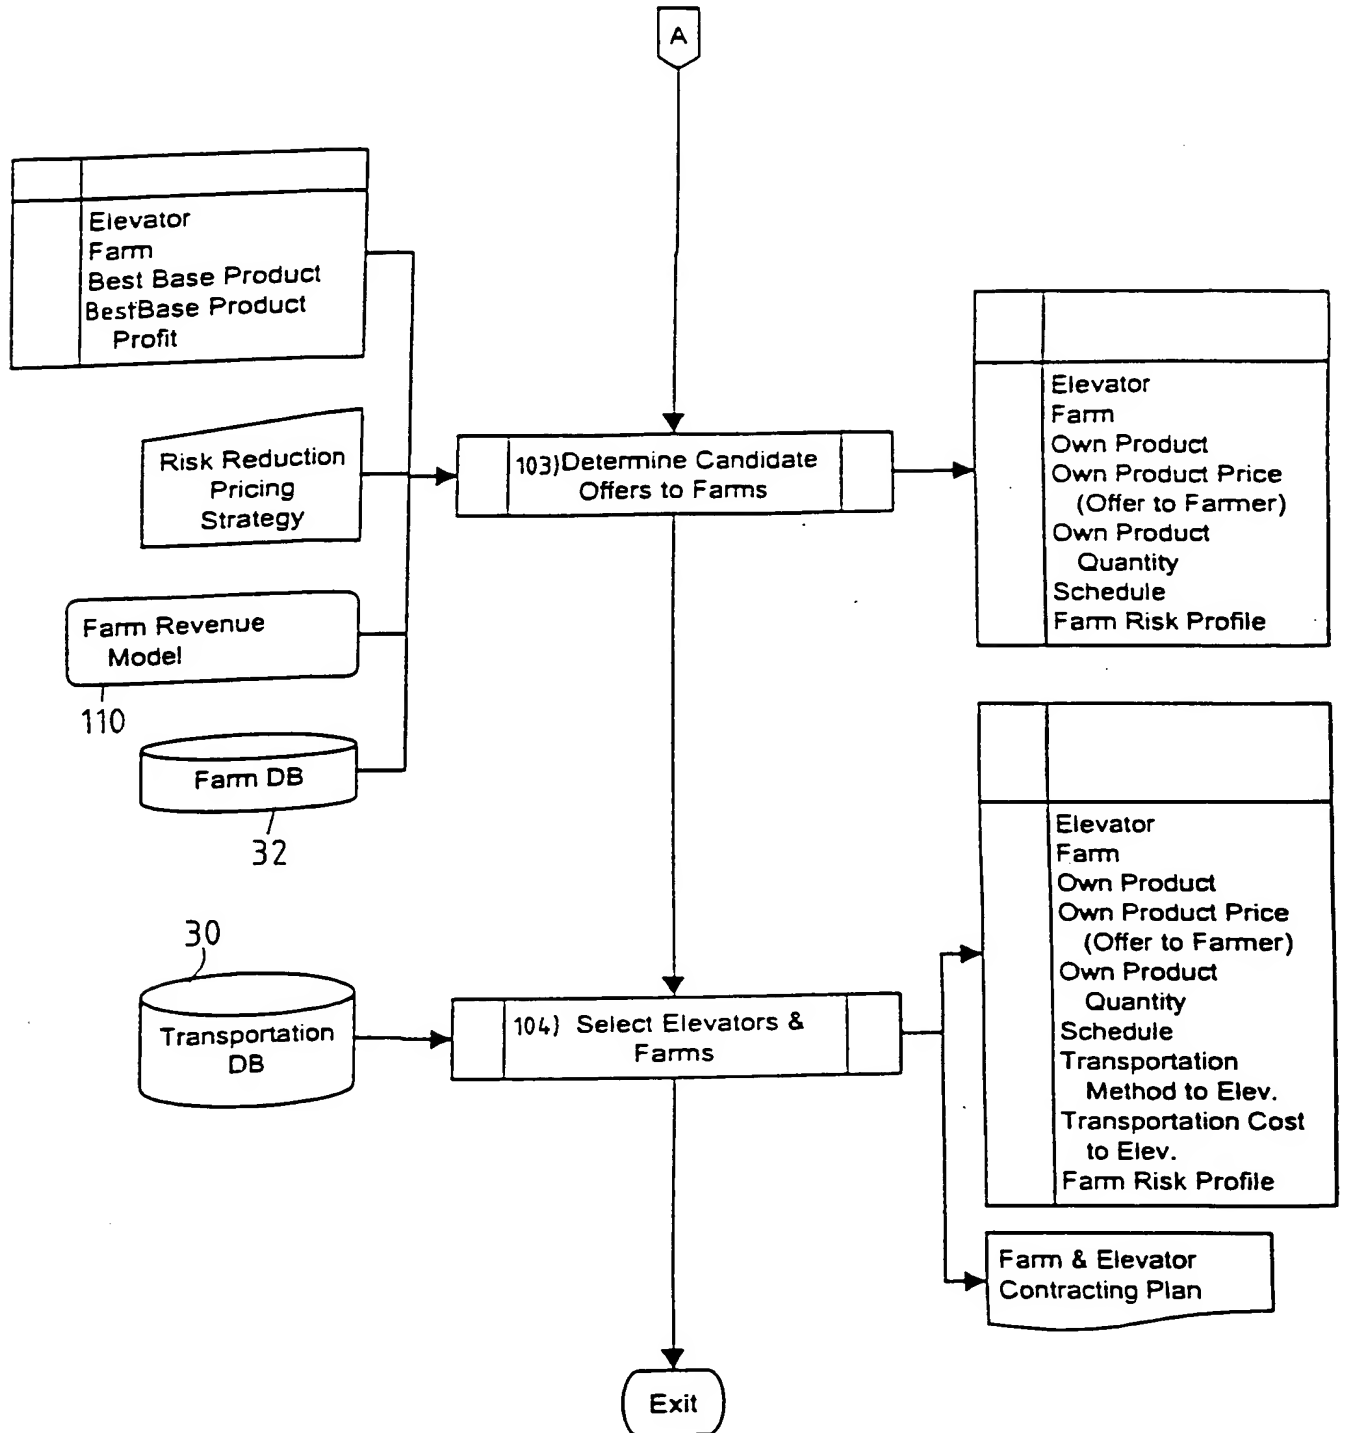 A
Elevator
Farm
Best Base Product
BestBase Product
Profit
Risk Reduction
Pricing
Strategy
Farm Revenue
Model
110
Farm DB
32
103)Determine Candidate
Offers to Farms
Elevator
Farm
Own Product
Own Product Price
(Offer to Farmer)
Own Product
Quantity
Schedule
Farm Risk Profile
30
Transportation
DB
104) Select Elevators &
Farms
Elevator
Farm
Own Product
Own Product Price
(Offer to Farmer)
Own Product
Quantity
Schedule
Transportation
Method to Elev.
Transportation Cost
to Elev.
Farm Risk Profile
Farm & Elevator
Contracting Plan
Exit